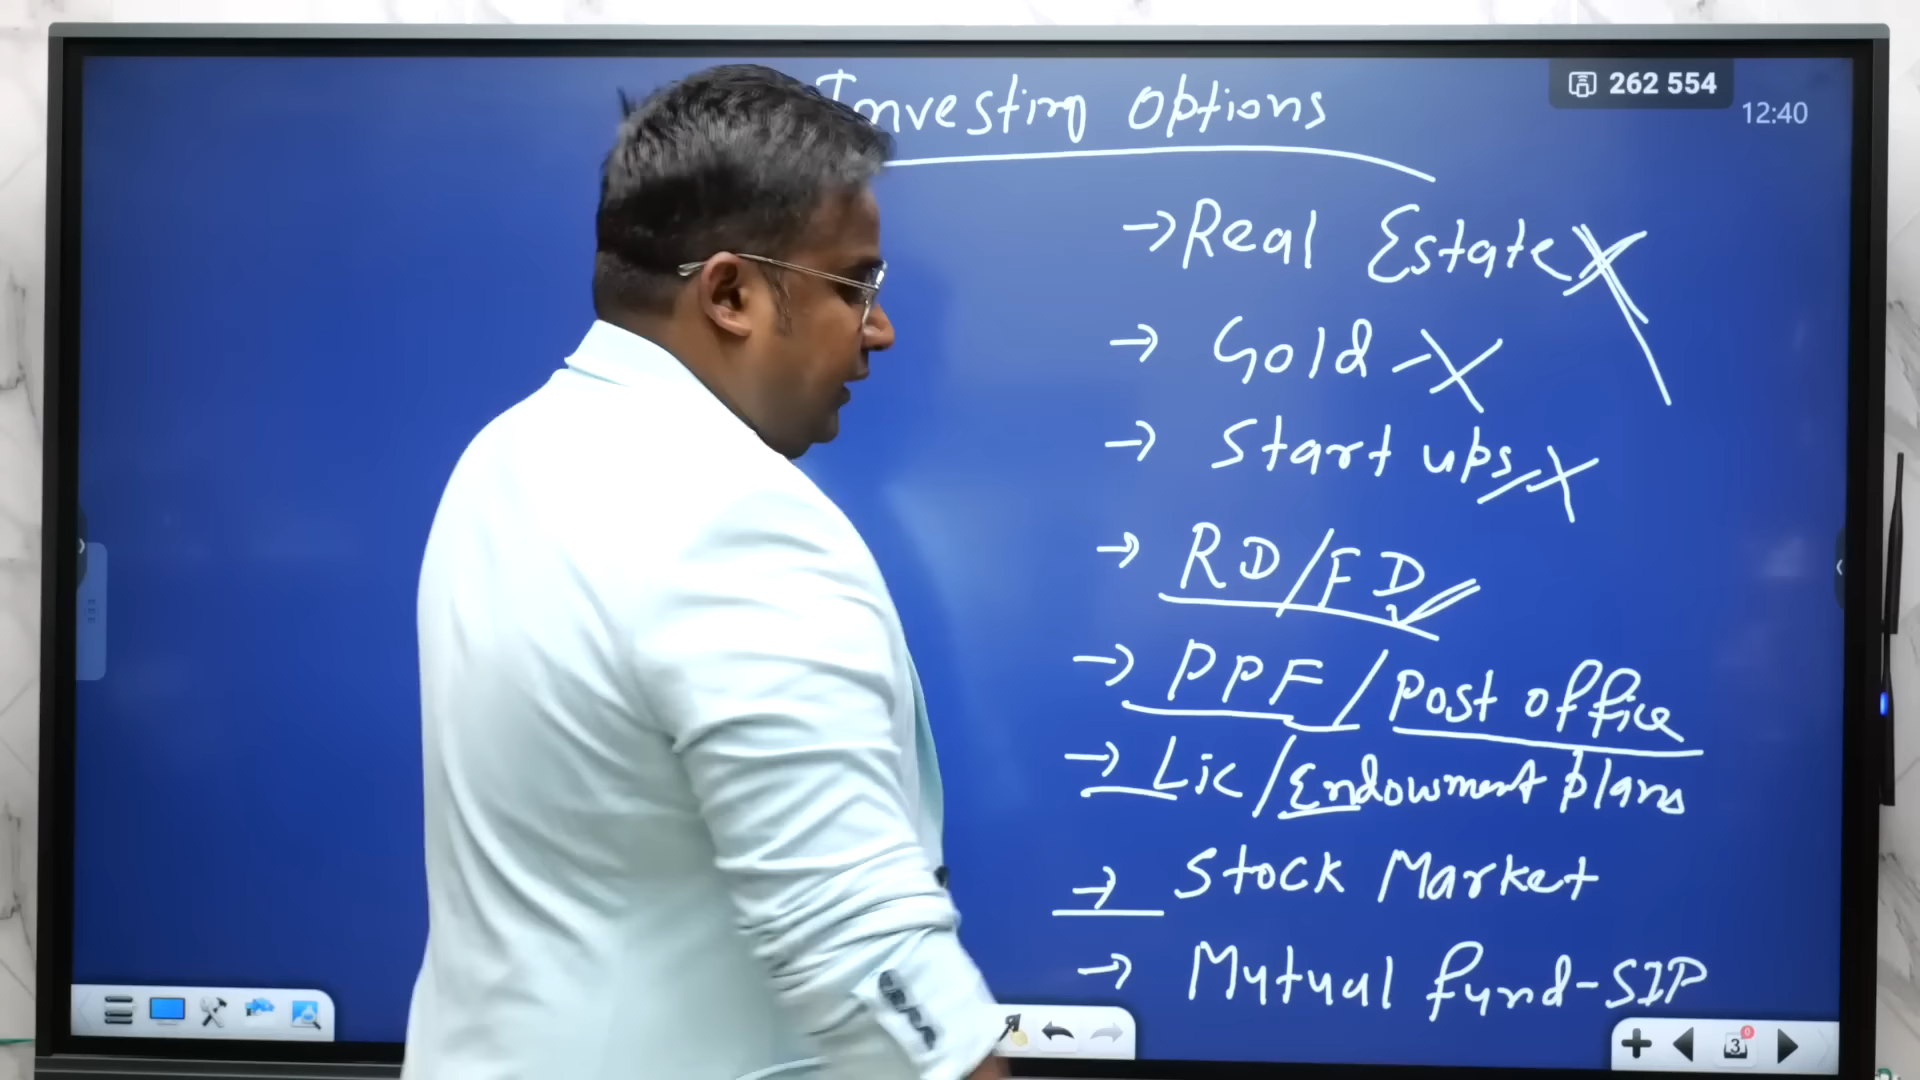 Investing Options
262 554
12:40
→ Real Estate X
→ Gold - X
→ Start ups X
→ RD/FD ✓
→ PPF / Post office
→ Lic / Endowment plans
→ Stock Market
→ Mutual fund - SIP
3